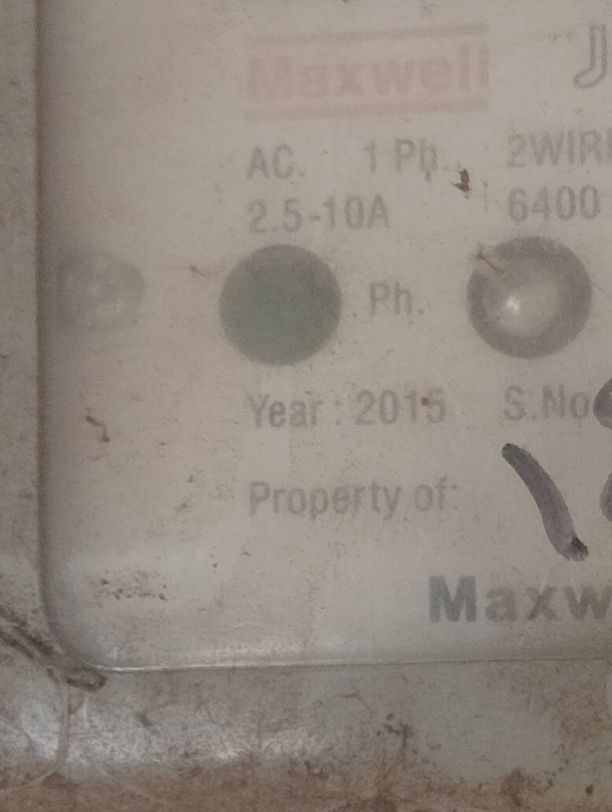 Maxwell
AC. 1 Ph. 2WIR
2.5-10A 6400
Ph.
Year : 2015 S.No
Property of:
Maxw